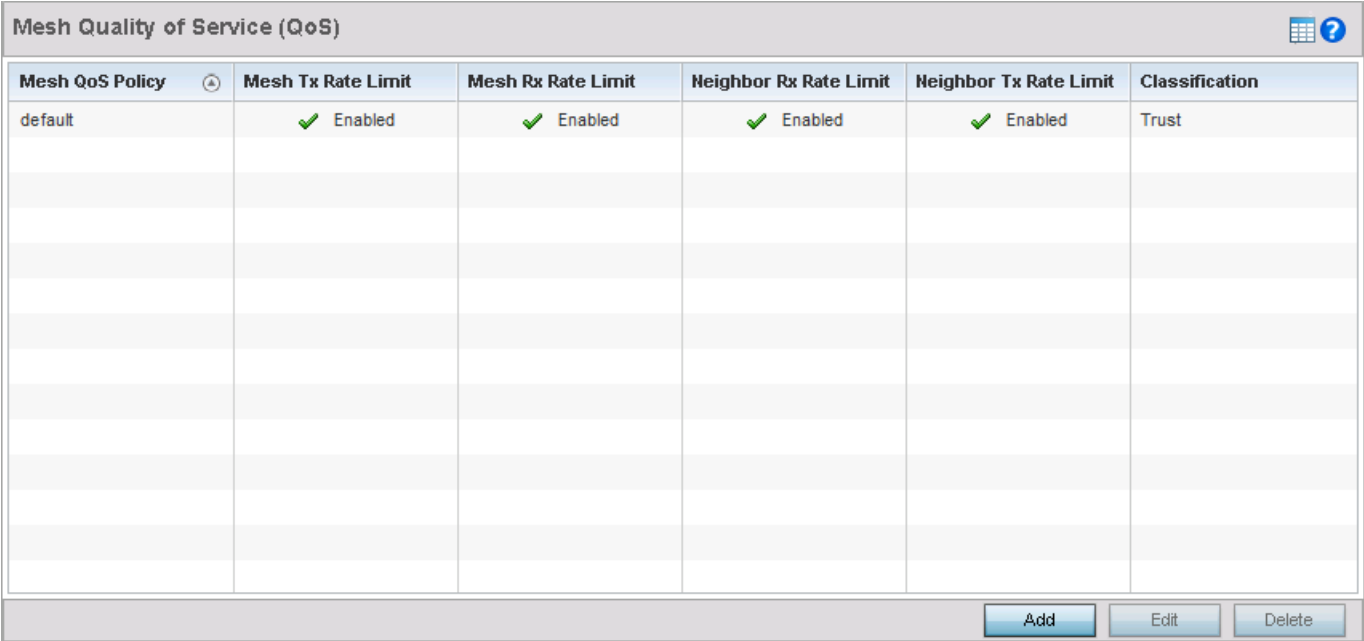 Mesh Quality of Service (QoS)
Mesh QoS Policy Mesh Tx Rate Limit Mesh Rx Rate Limit Neighbor Rx Rate Limit Neighbor Tx Rate Limit Classification
default Enabled Enabled Enabled Enabled Trust
Add Edit Delete